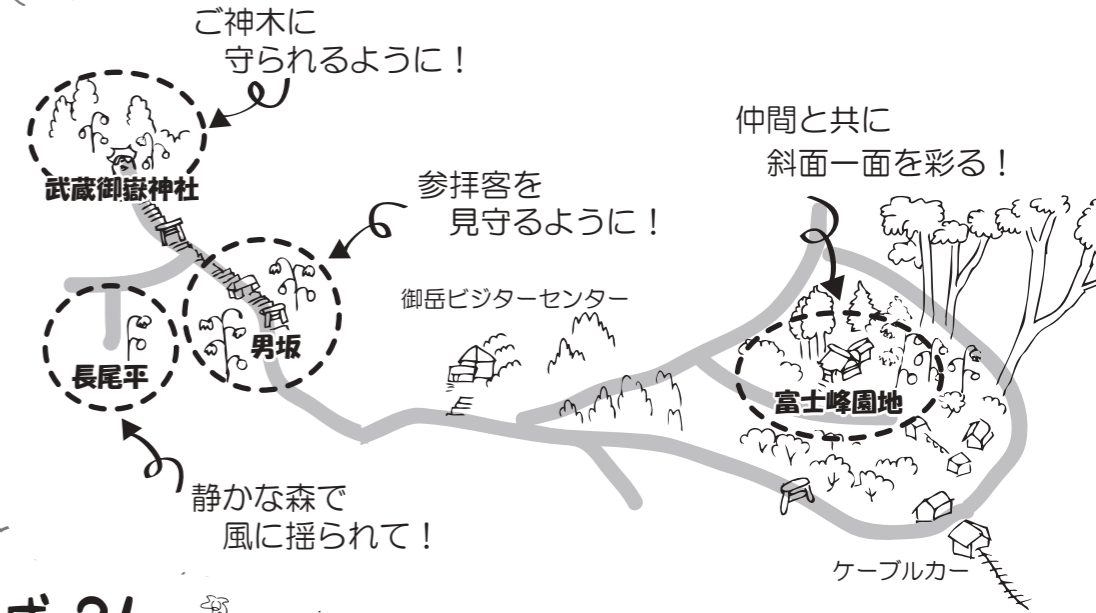 ご神木に
守られるように！
武蔵御嶽神社
参拝客を
見守るように！
仲間と共に
斜面一面を彩る！
御岳ビジターセンター
男坂
長尾平
富士峰園地
静かな森で
風に揺られて！
ケーブルカー